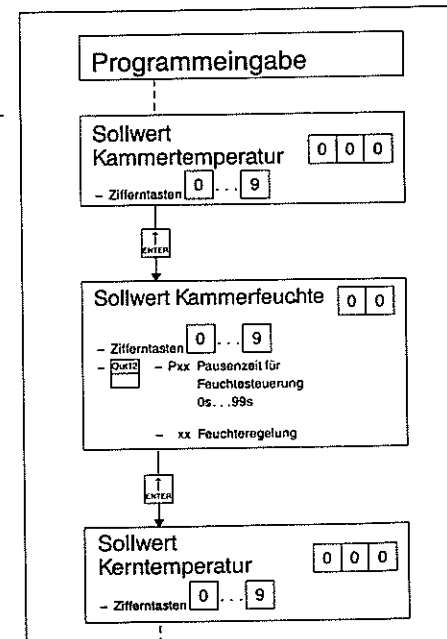 Programmeingabe
Sollwert
Kammertemperatur 0 0 0
– Zifferntasten 0 ... 9
↑
ENTER
Sollwert Kammerfeuchte 0 0
– Zifferntasten 0 ... 9
– Out12 – Pxx Pausenzeit für
Feuchtesteuerung
0s...99s
– xx Feuchteregelung
↑
ENTER
Sollwert
Kerntemperatur 0 0 0
– Zifferntasten 0 ... 9